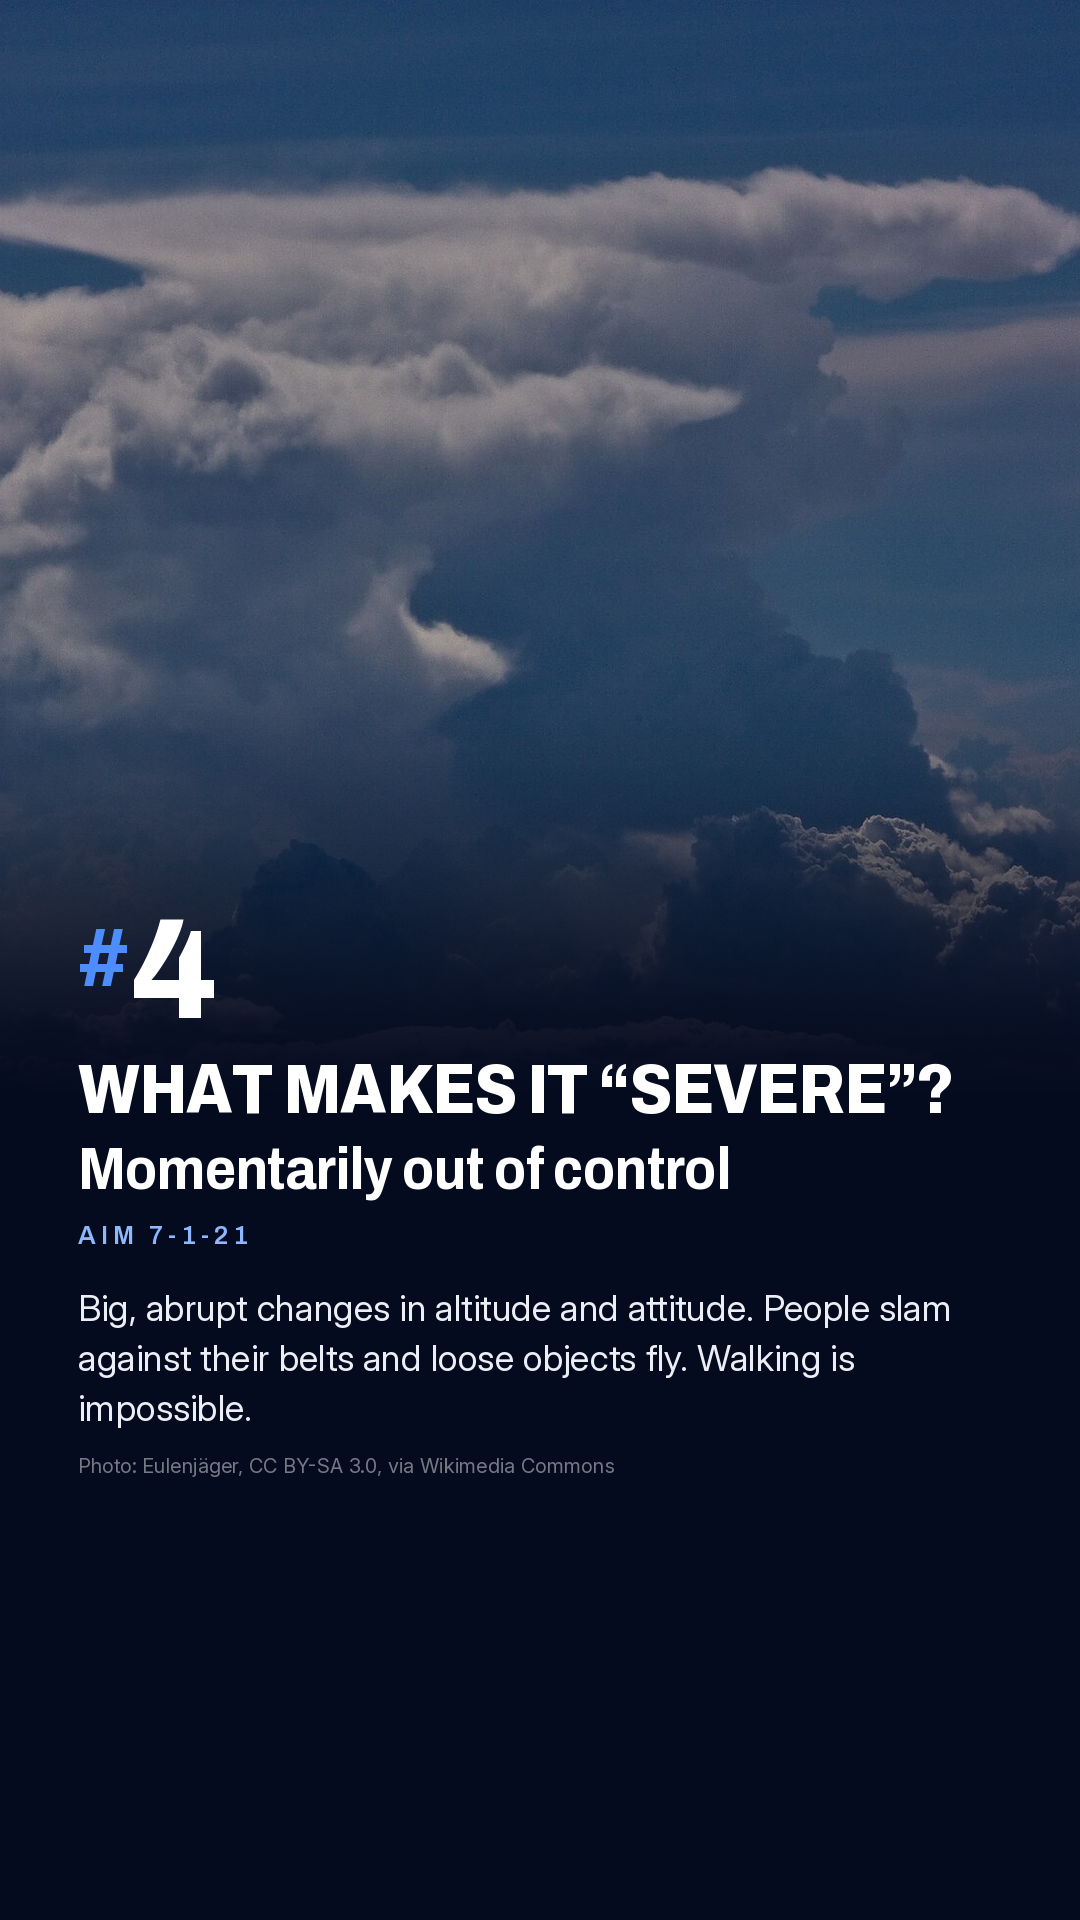 #4
WHAT MAKES IT “SEVERE”?
Momentarily out of control
AIM 7-1-21
Big, abrupt changes in altitude and attitude. People slam
against their belts and loose objects fly. Walking is
impossible.
Photo: Eulenjäger, CC BY-SA 3.0, via Wikimedia Commons